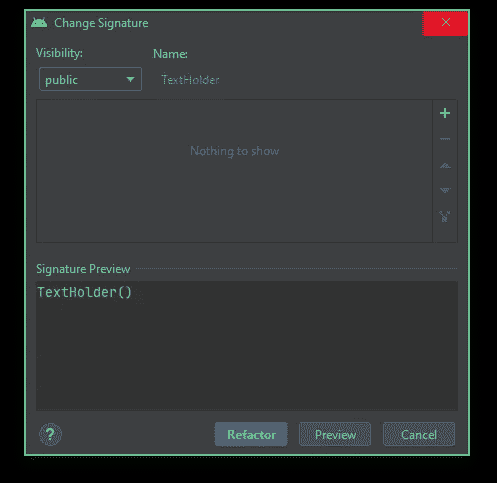 Change Signature
Visibility:
Name:
public
TextHolder
Nothing to show
Signature Preview
TextHolder()
?
Refactor
Preview
Cancel